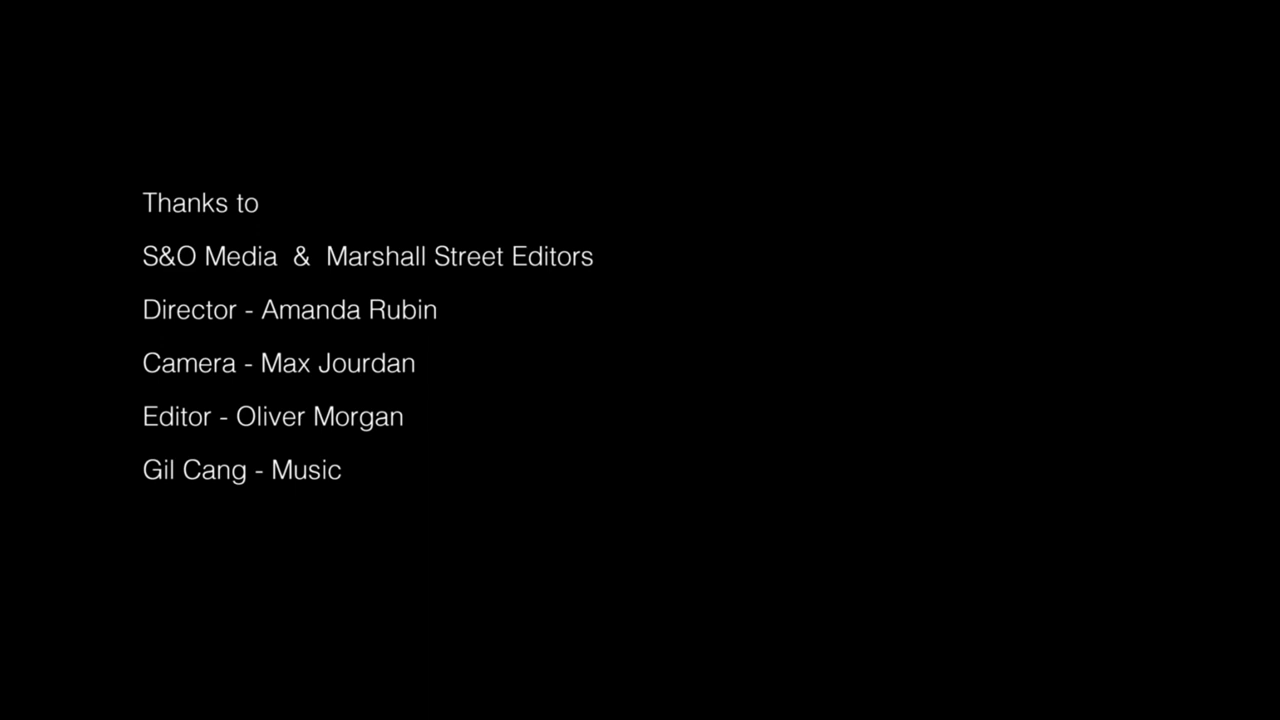 Thanks to
S&O Media & Marshall Street Editors
Director - Amanda Rubin
Camera - Max Jourdan
Editor - Oliver Morgan
Gil Cang - Music